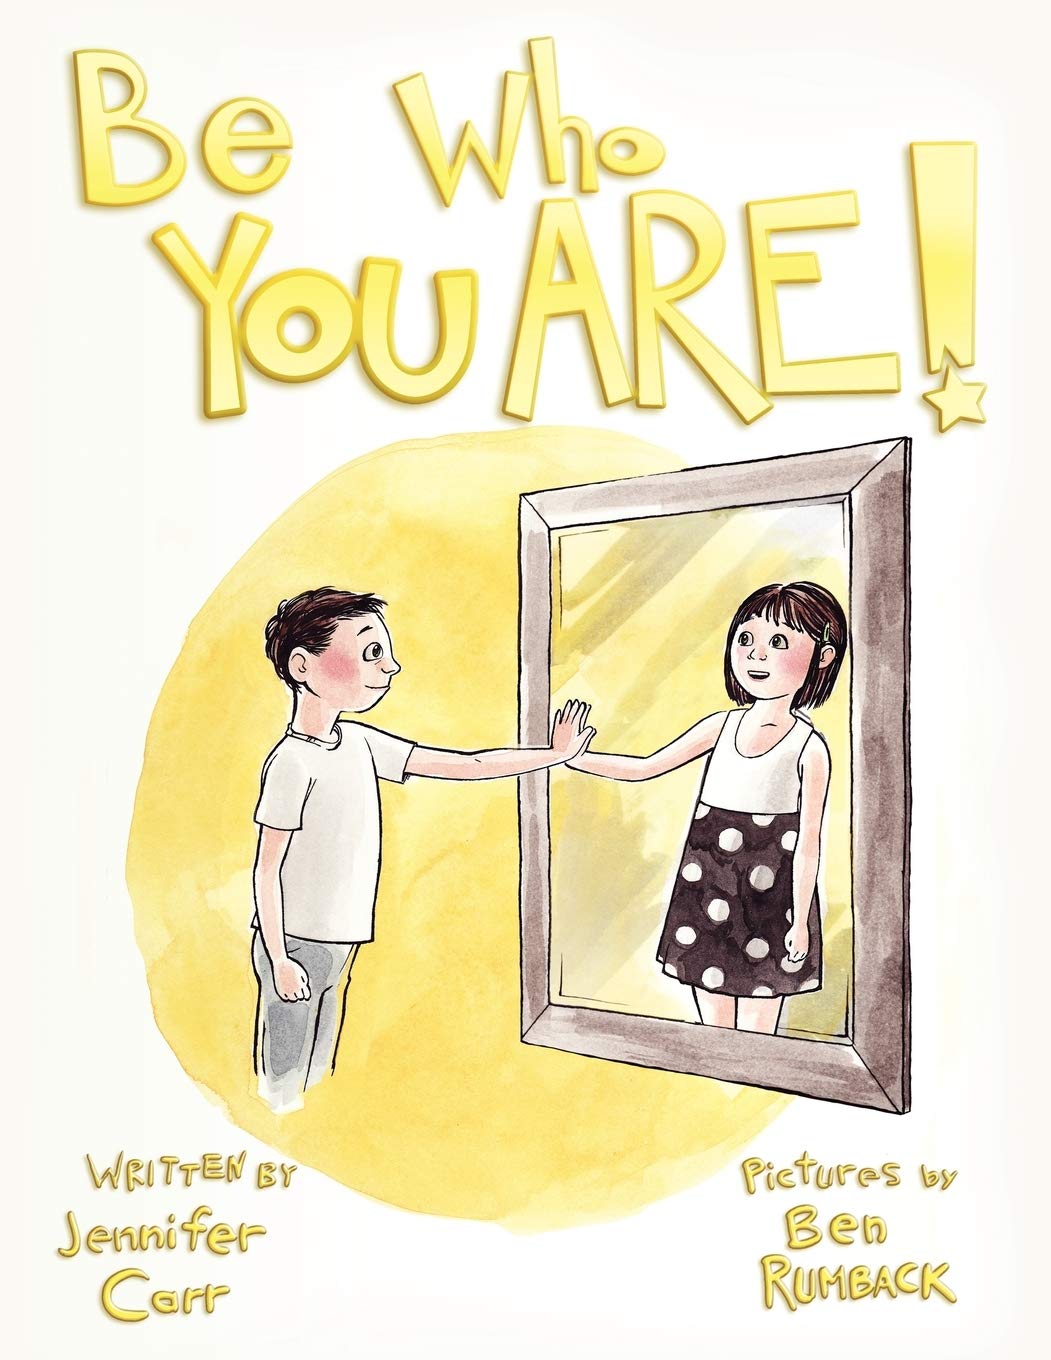 Be Who
YOU ARE!
WRITTEN BY
Jennifer
Carr
Pictures by
Ben
RUMBACK